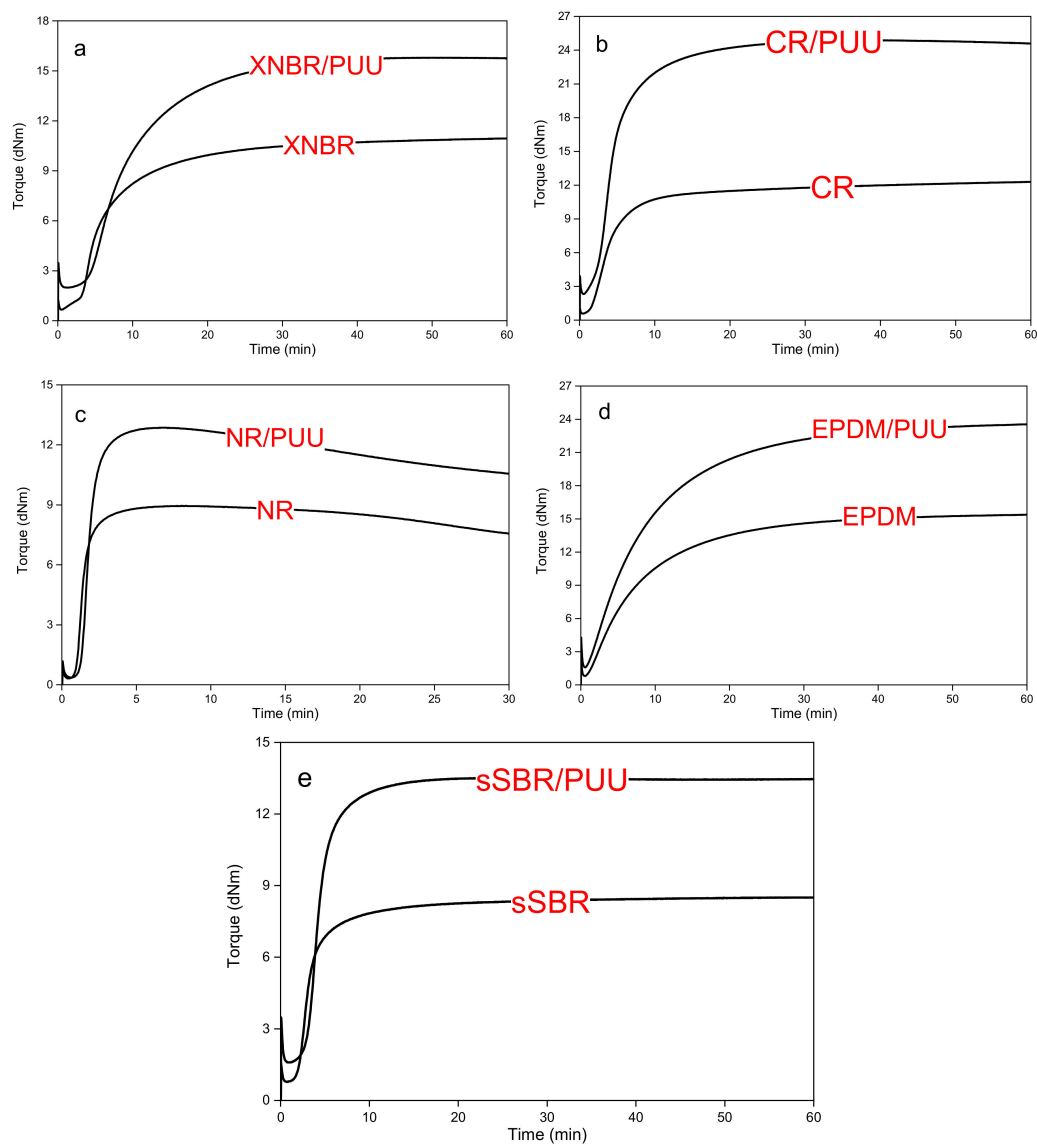 a
XNBR/PUU
XNBR
Torque (dNm)
18
15
12
9
6
3
0
0 10 20 30 40 50 60
Time (min)
b
CR/PUU
CR
Torque (dNm)
27
24
21
18
15
12
9
6
3
0
0 10 20 30 40 50 60
Time (min)
c
NR/PUU
NR
Torque (dNm)
15
12
9
6
3
0
0 5 10 15 20 25 30
Time (min)
d
EPDM/PUU
EPDM
Torque (dNm)
27
24
21
18
15
12
9
6
3
0
0 10 20 30 40 50 60
Time (min)
e
sSBR/PUU
sSBR
Torque (dNm)
15
12
9
6
3
0
0 10 20 30 40 50 60
Time (min)